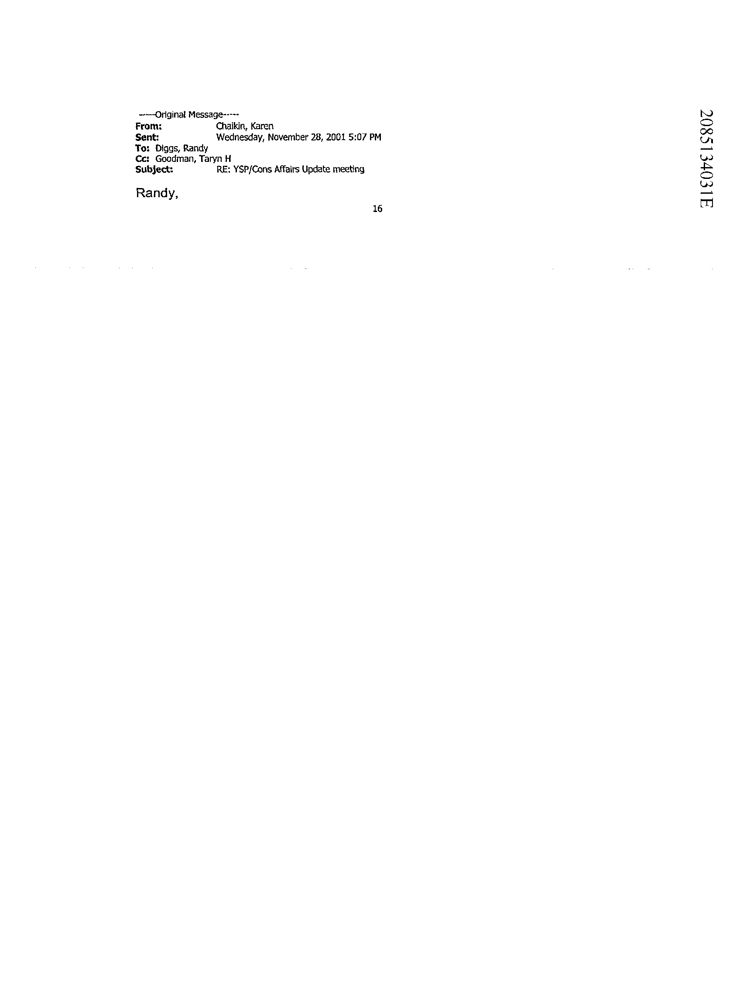 -----Original Message-----
From: Chaikin, Karen
Sent: Wednesday, November 28, 2001 5:07 PM
To: Diggs, Randy
Cc: Goodman, Taryn H
Subject: RE: YSP/Cons Affairs Update meeting
Randy,
16
2085134031E